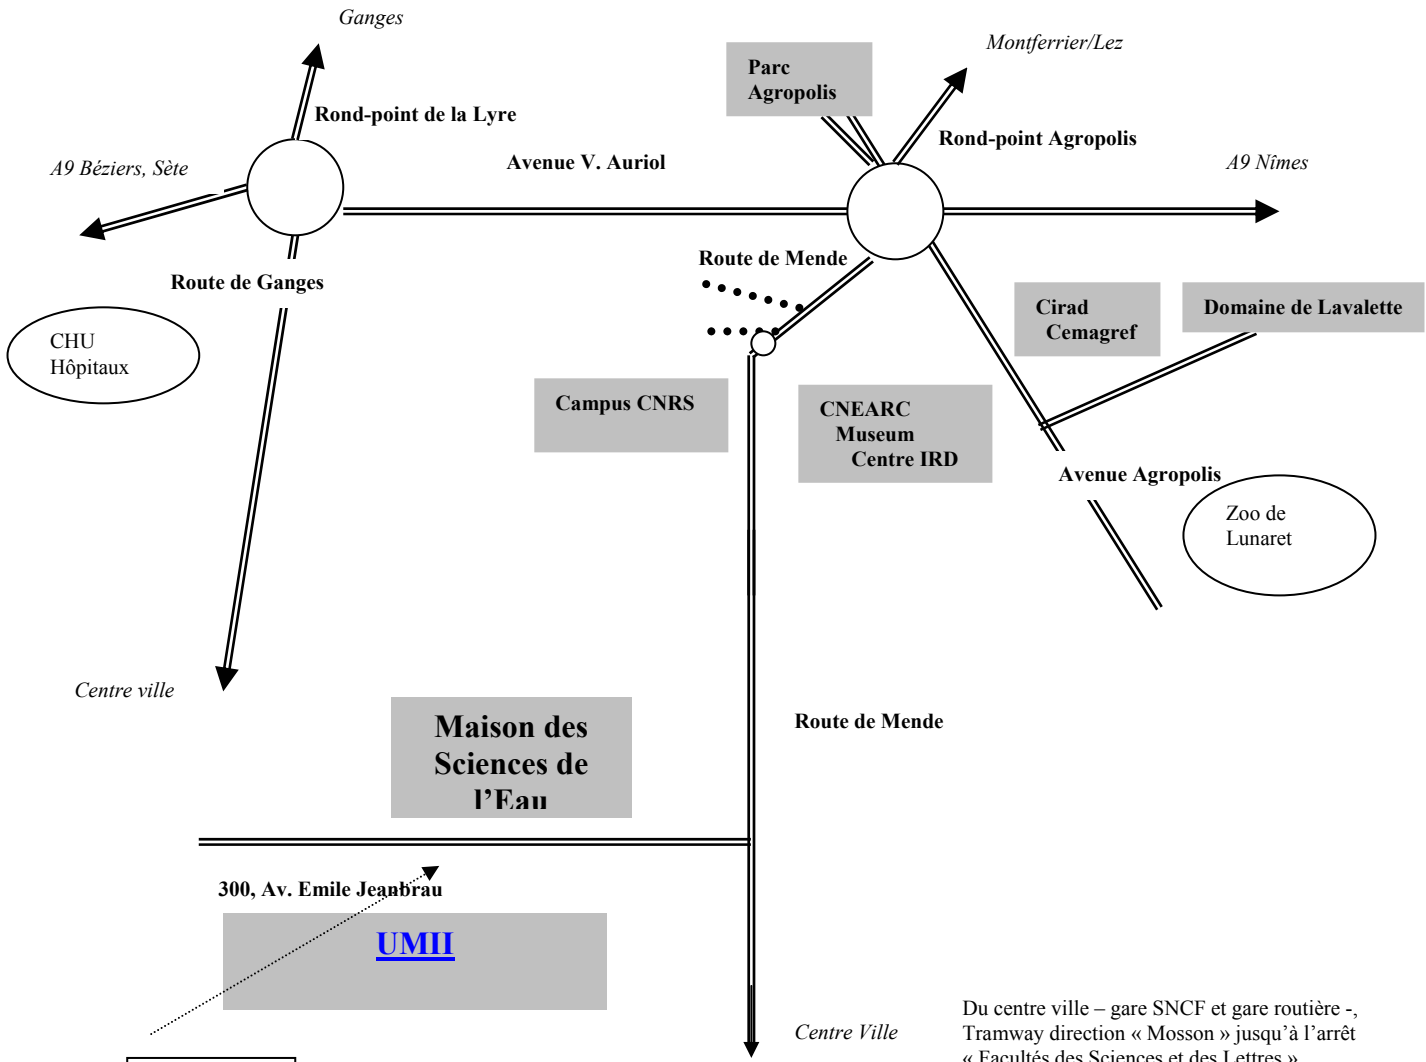 Ganges
Montferrier/Lez
Parc
Agropolis
Rond-point de la Lyre
Rond-point Agropolis
A9 Béziers, Sète
Avenue V. Auriol
A9 Nîmes
Route de Mende
Route de Ganges
Cirad
Cemagref
Domaine de Lavalette
CHU
Hôpitaux
Campus CNRS
CNEARC
Museum
Centre IRD
Avenue Agropolis
Zoo de
Lunaret
Centre ville
Maison des
Sciences de
l’Eau
Route de Mende
300, Av. Emile Jeanbrau
UMII
Centre Ville
Du centre ville – gare SNCF et gare routière -,
Tramway direction « Mosson » jusqu’à l’arrêt
« Facultés des Sciences et des Lettres »